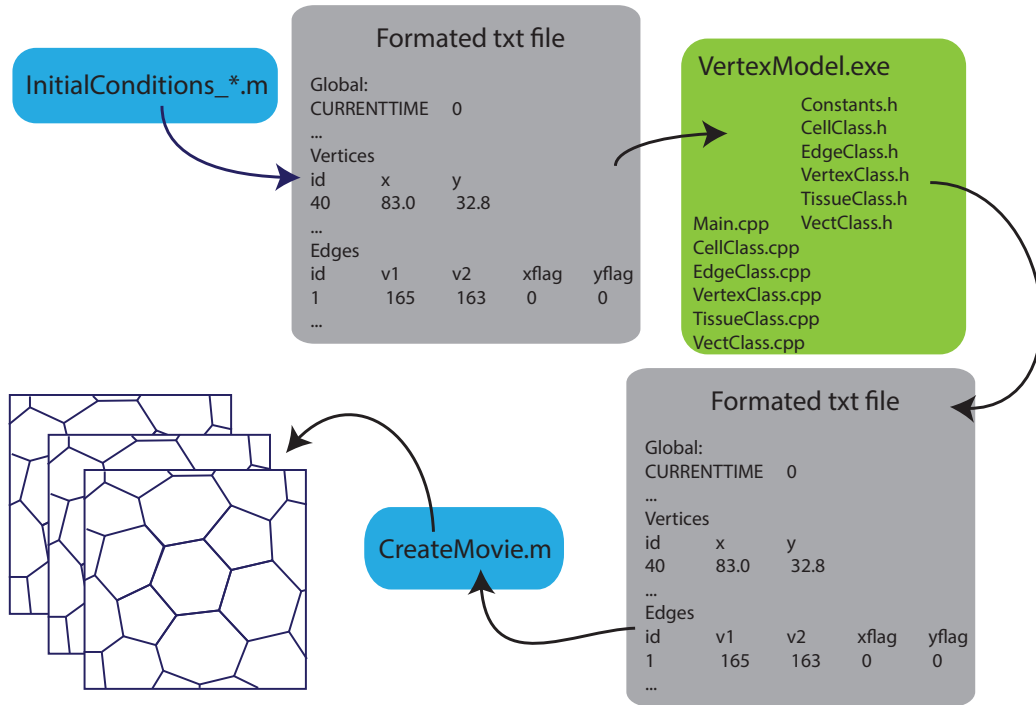 InitialConditions_*.m
Formated txt file
Global:
CURRENTTIME 0
...
Vertices
id x y
40 83.0 32.8
...
Edges
id v1 v2 xflag yflag
1 165 163 0 0
...
VertexModel.exe
Constants.h
CellClass.h
EdgeClass.h
VertexClass.h
TissueClass.h
VectClass.h
Main.cpp
CellClass.cpp
EdgeClass.cpp
VertexClass.cpp
TissueClass.cpp
VectClass.cpp
Formated txt file
Global:
CURRENTTIME 0
...
Vertices
id x y
40 83.0 32.8
...
Edges
id v1 v2 xflag yflag
1 165 163 0 0
...
CreateMovie.m